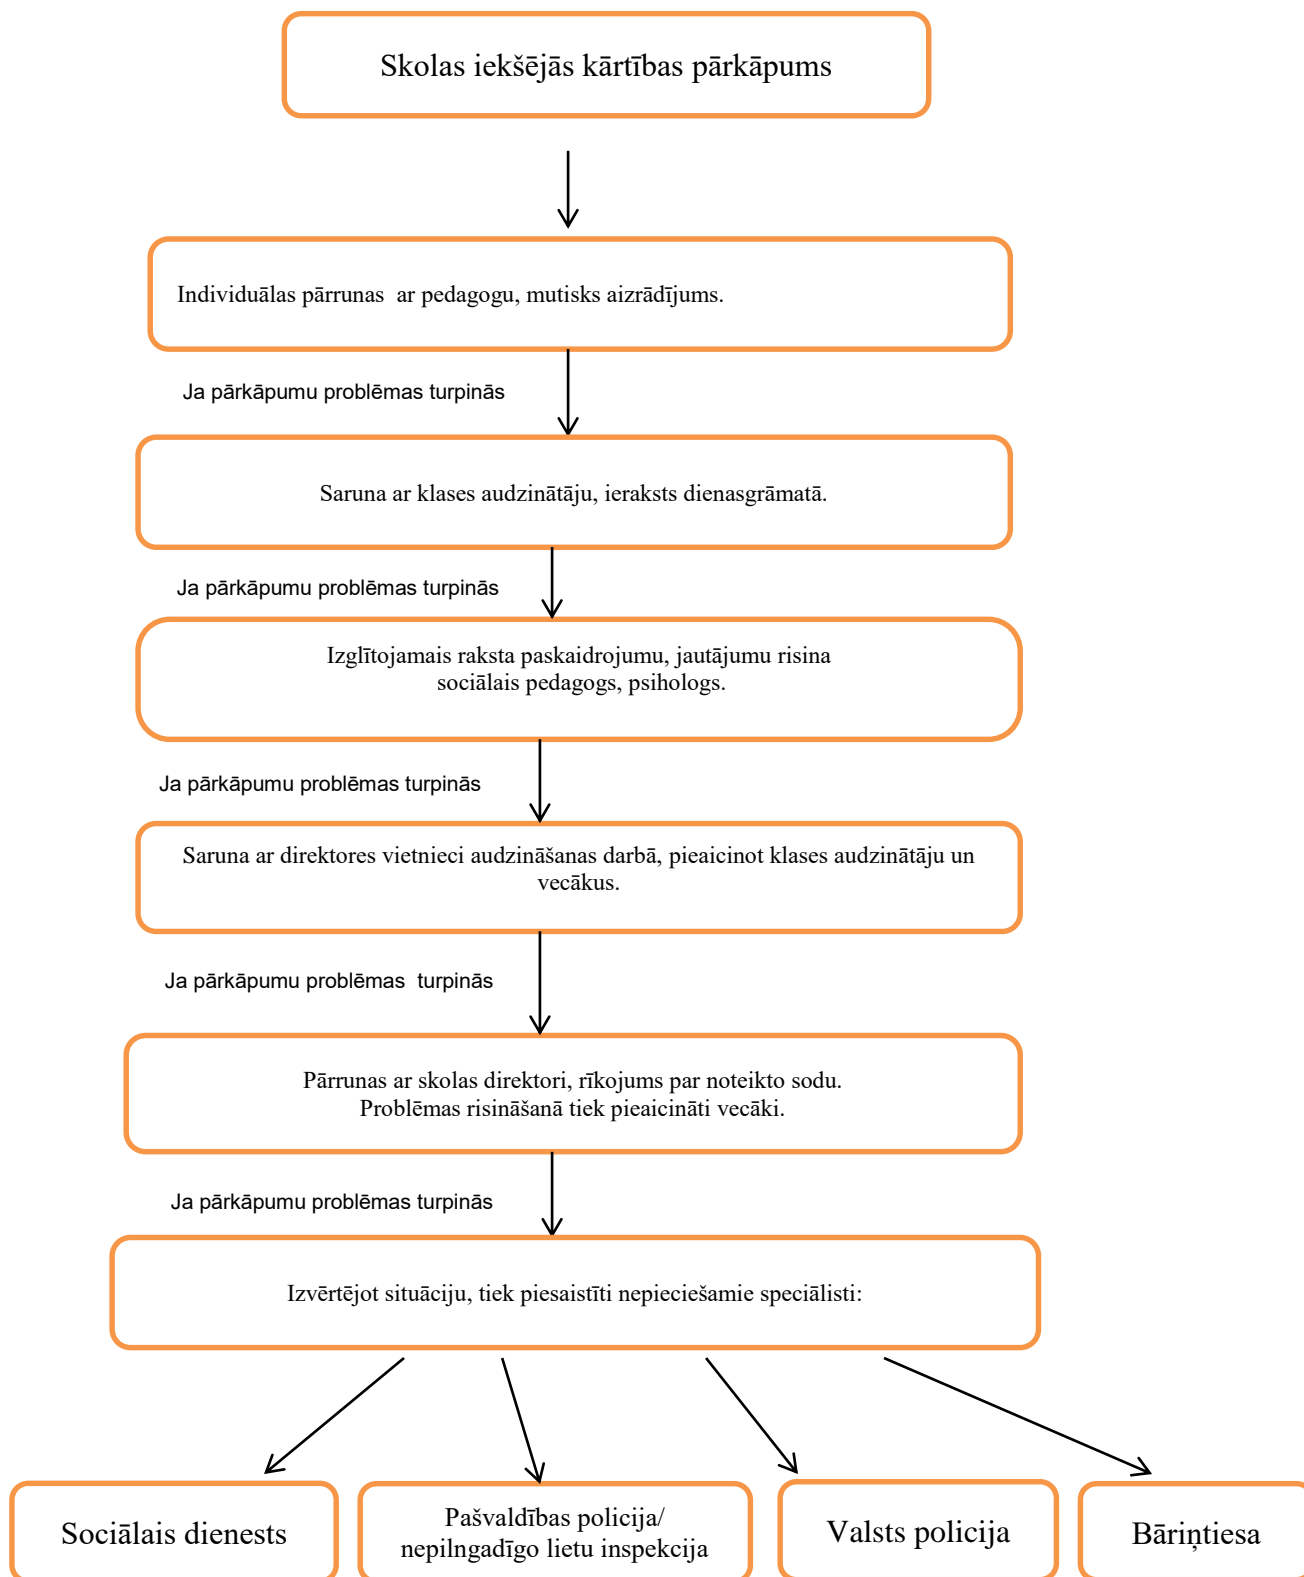 Skolas iekšējās kārtības pārkāpums
Individuālas pārrunas  ar pedagogu, mutisks aizrādījums.
Ja pārkāpumu problēmas turpinās
Saruna ar klases audzinātāju, ieraksts dienasgrāmatā.
Ja pārkāpumu problēmas turpinās
Izglītojamais raksta paskaidrojumu, jautājumu risina
sociālais pedagogs, psihologs.
Ja pārkāpumu problēmas turpinās
Saruna ar direktores vietnieci audzināšanas darbā, pieaicinot klases audzinātāju un
vecākus.
Ja pārkāpumu problēmas  turpinās
Pārrunas ar skolas direktori, rīkojums par noteikto sodu.
Problēmas risināšanā tiek pieaicināti vecāki.
Ja pārkāpumu problēmas turpinās
Izvērtējot situāciju, tiek piesaistīti nepieciešamie speciālisti:
Sociālais dienests
Pašvaldības policija/
nepilngadīgo lietu inspekcija
Valsts policija
Bāriņtiesa